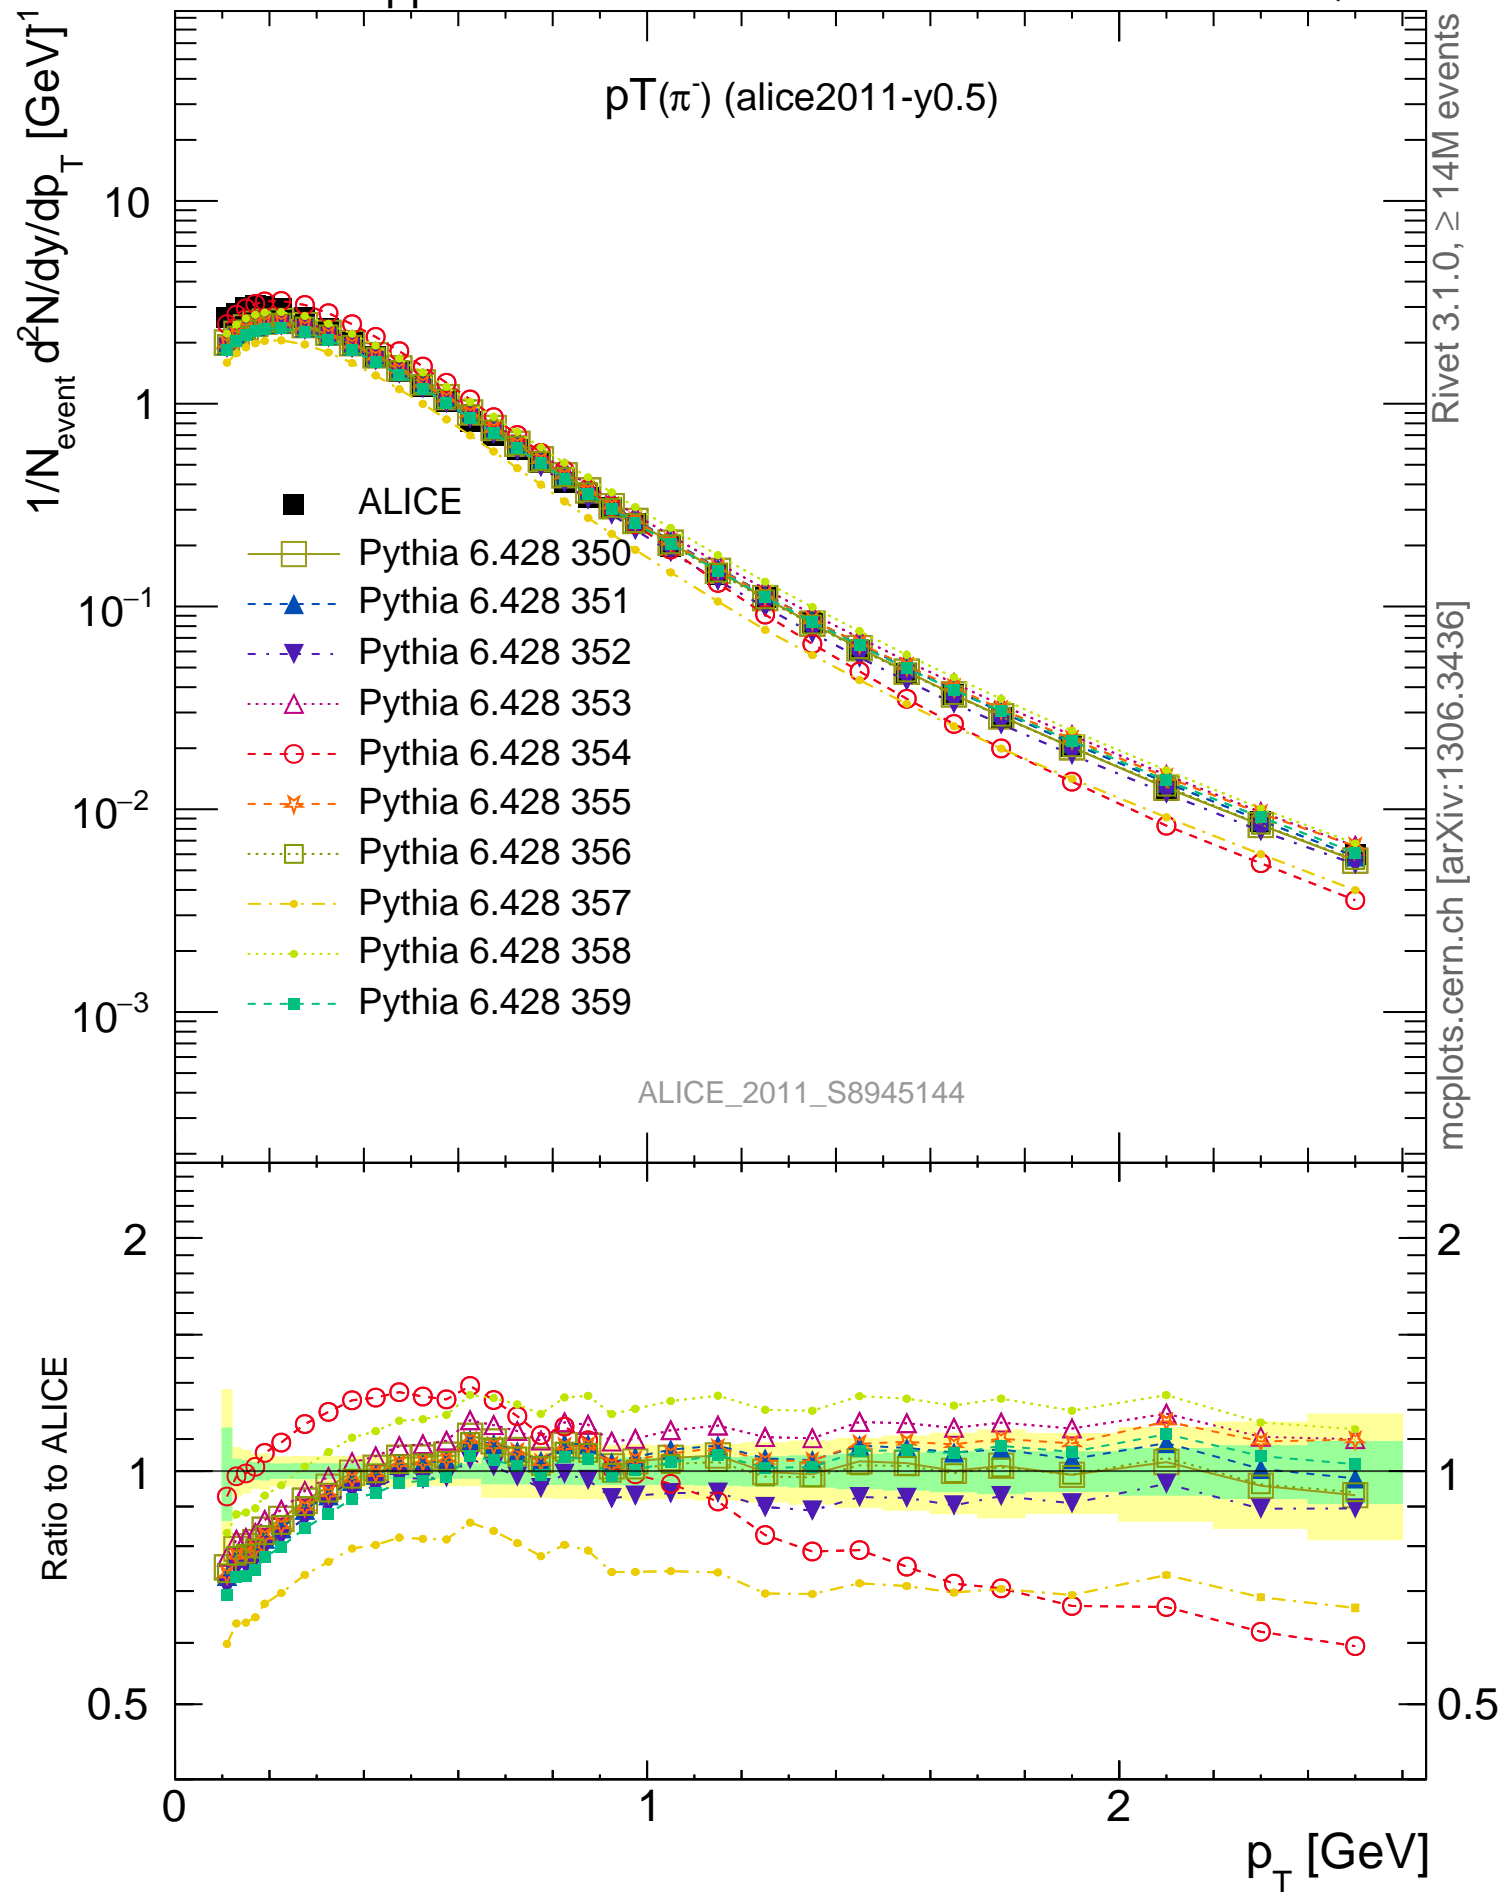 pT(π⁻) (alice2011-y0.5)
1/N_event d²N/dy/dp_T [GeV]⁻¹
10
1
10⁻¹
10⁻²
10⁻³
ALICE
Pythia 6.428 350
Pythia 6.428 351
Pythia 6.428 352
Pythia 6.428 353
Pythia 6.428 354
Pythia 6.428 355
Pythia 6.428 356
Pythia 6.428 357
Pythia 6.428 358
Pythia 6.428 359
ALICE_2011_S8945144
Rivet 3.1.0, ≥ 14M events
mcplots.cern.ch [arXiv:1306.3436]
Ratio to ALICE
2
1
0.5
2
1
0.5
0
1
2
p_T [GeV]